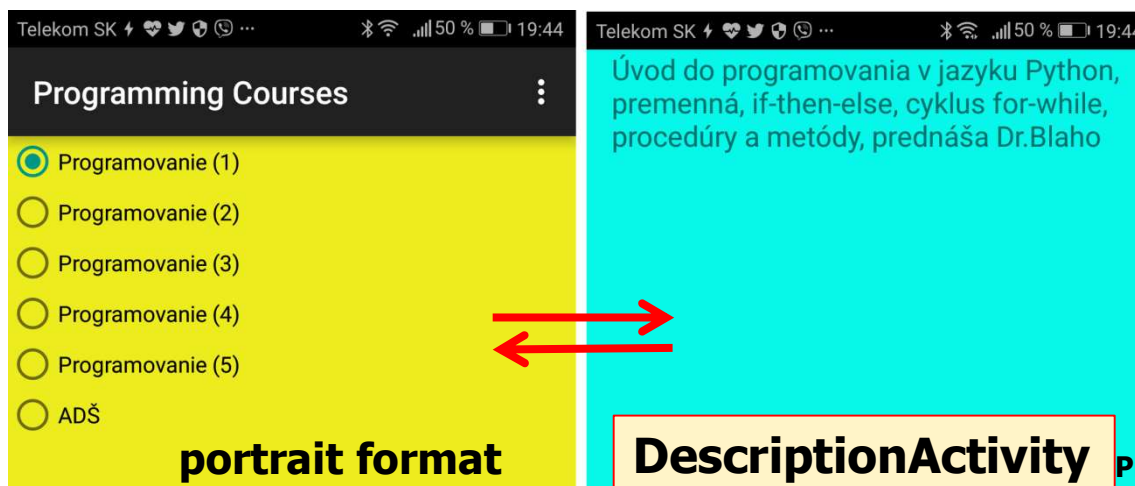 Telekom SK ... 50 % 19:44
Programming Courses
Programovanie (1)
Programovanie (2)
Programovanie (3)
Programovanie (4)
Programovanie (5)
ADŠ
portrait format
Telekom SK ... 50 % 19:44
Úvod do programovania v jazyku Python,
premenná, if-then-else, cyklus for-while,
procedúry a metódy, prednáša Dr.Blaho
DescriptionActivity
P